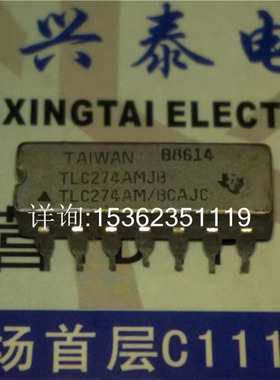 兴泰电
XINGTAI ELECT
TAIWAN B8614
TLC274AMJB
TLC274AM/BCAJC
详询:15362351119
场首层C111